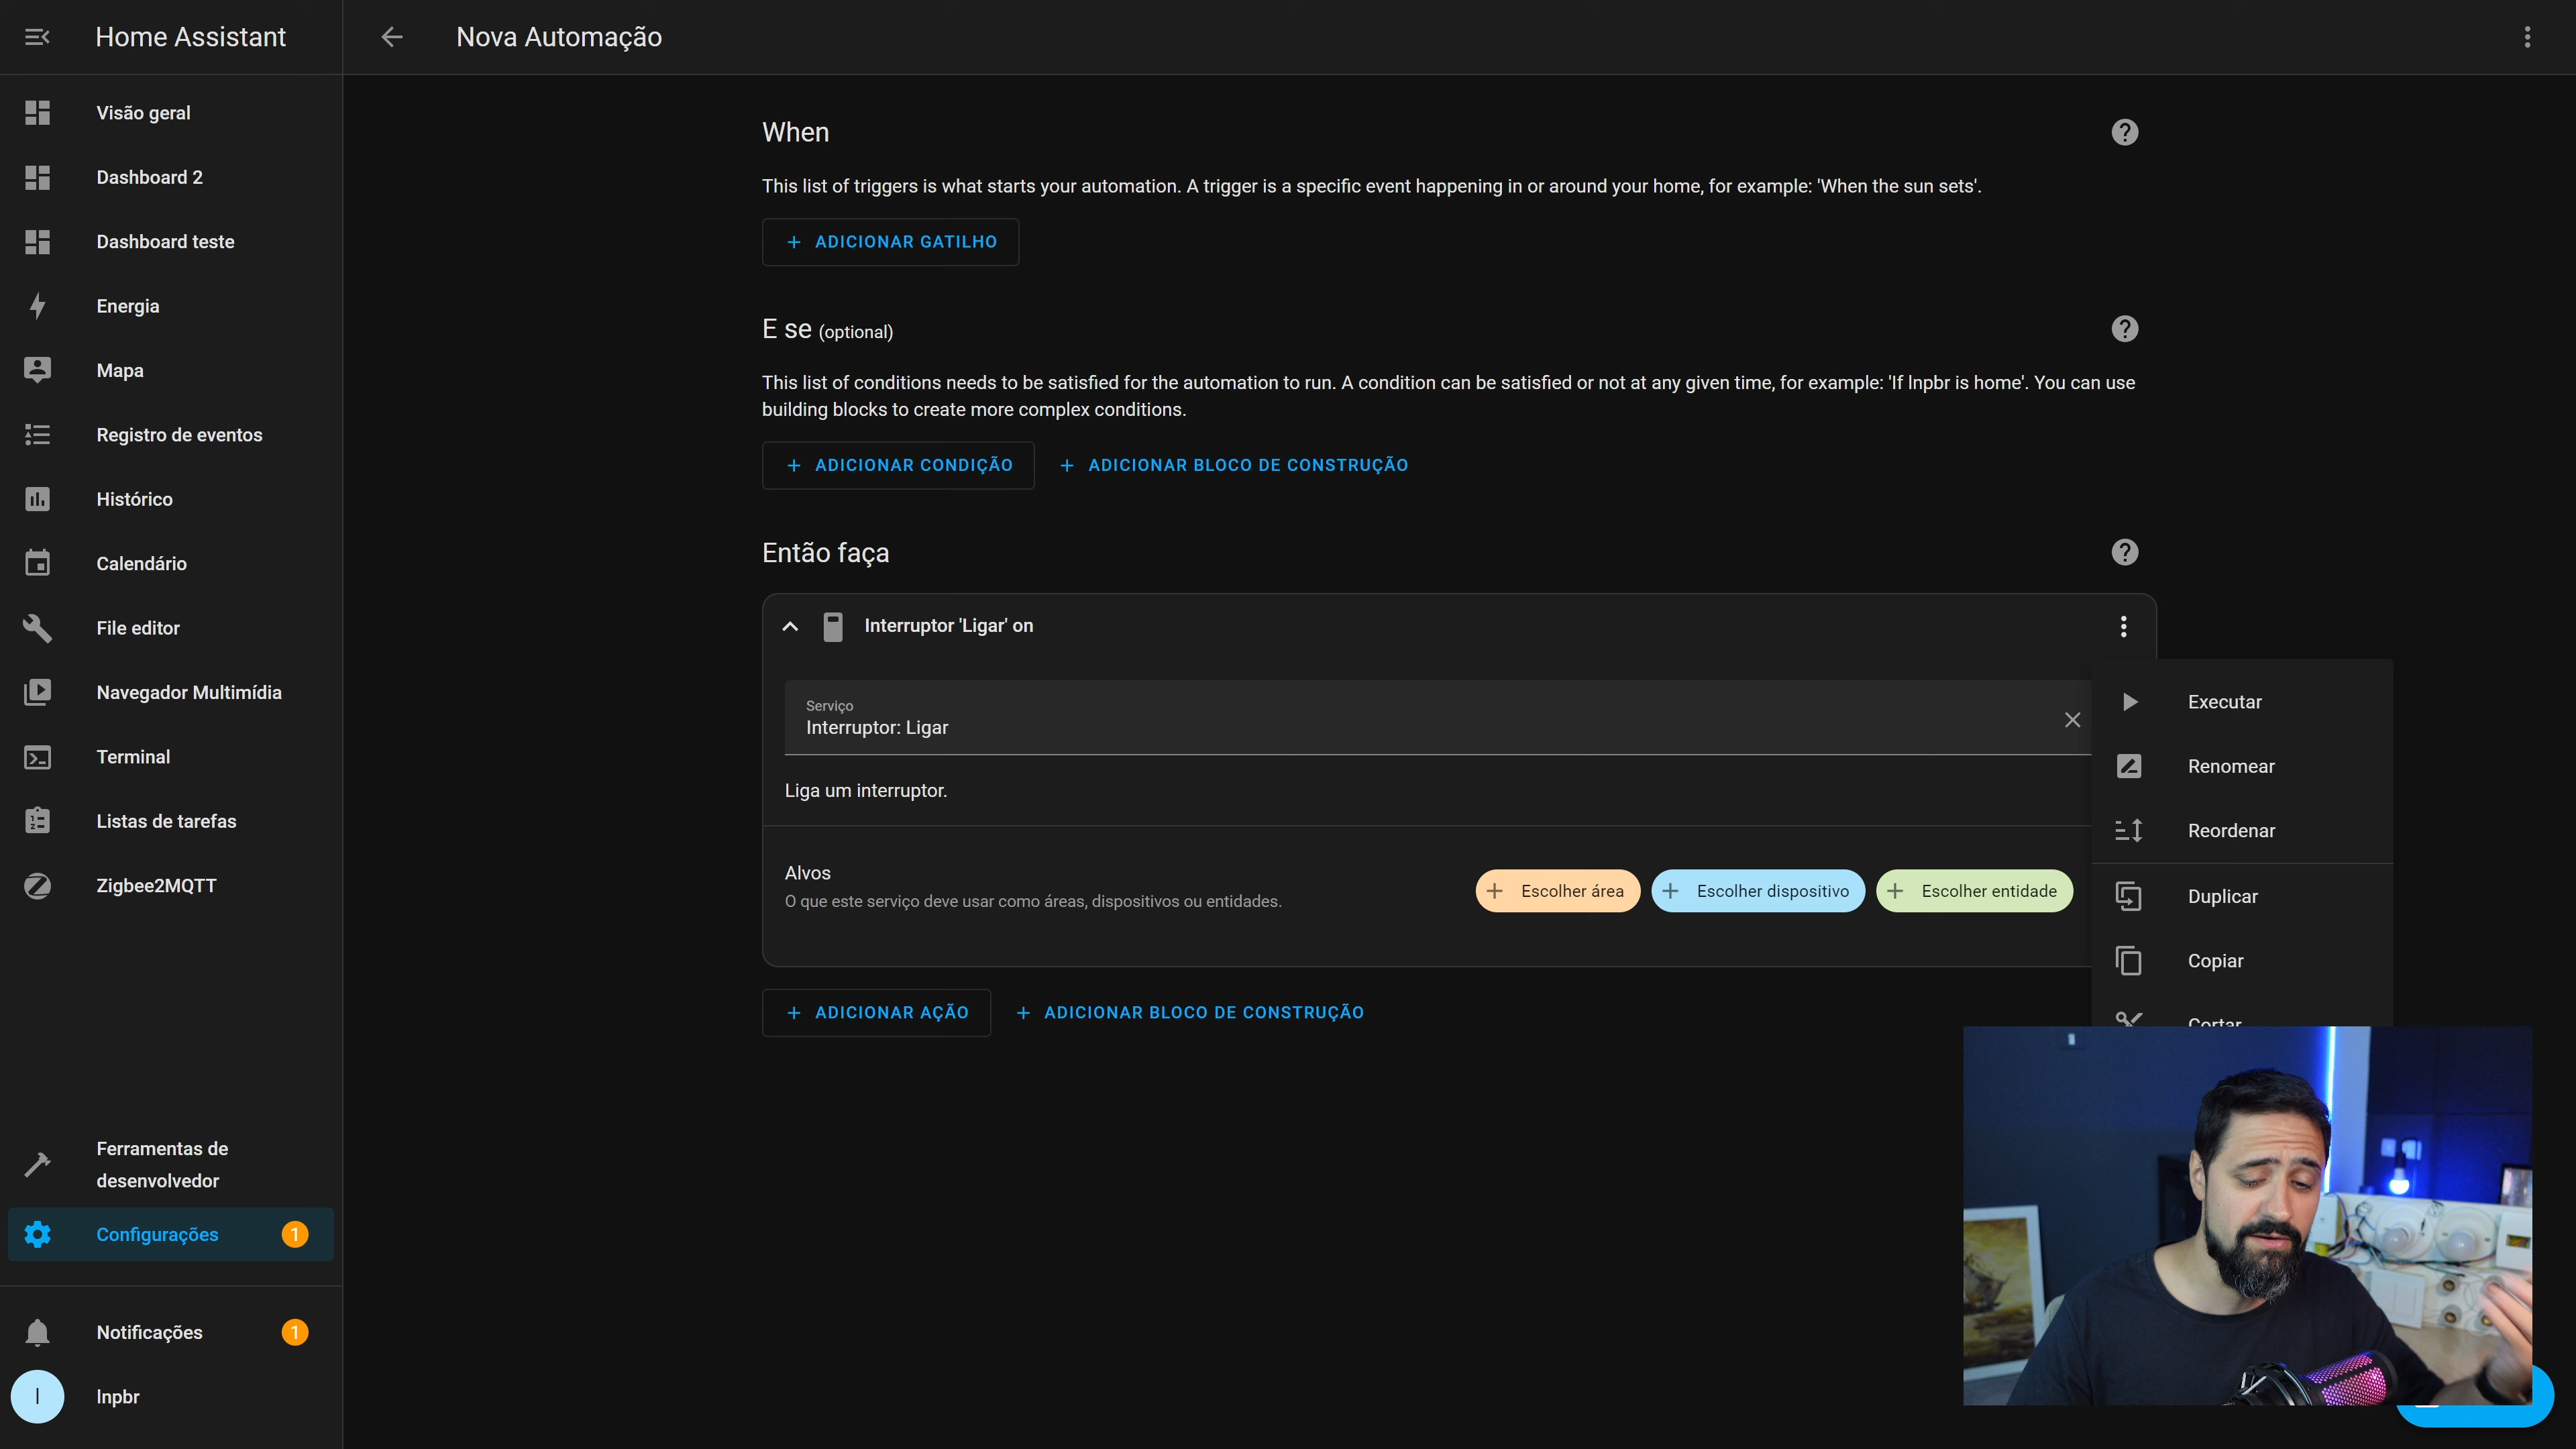 Home Assistant
Nova Automação
Visão geral
Dashboard 2
Dashboard teste
Energia
Mapa
Registro de eventos
Histórico
Calendário
File editor
Navegador Multimídia
Terminal
Listas de tarefas
Zigbee2MQTT
Ferramentas de
desenvolvedor
Configurações 1
Notificações 1
I Inpbr
When
This list of triggers is what starts your automation. A trigger is a specific event happening in or around your home, for example: 'When the sun sets'.
+ ADICIONAR GATILHO
E se (optional)
This list of conditions needs to be satisfied for the automation to run. A condition can be satisfied or not at any given time, for example: 'If Inpbr is home'. You can use
building blocks to create more complex conditions.
+ ADICIONAR CONDIÇÃO + ADICIONAR BLOCO DE CONSTRUÇÃO
Então faça
Interruptor 'Ligar' on
Serviço
Interruptor: Ligar
Liga um interruptor.
Alvos
O que este serviço deve usar como áreas, dispositivos ou entidades.
+ Escolher área + Escolher dispositivo + Escolher entidade
+ ADICIONAR AÇÃO + ADICIONAR BLOCO DE CONSTRUÇÃO
Executar
Renomear
Reordenar
Duplicar
Copiar
Cortar